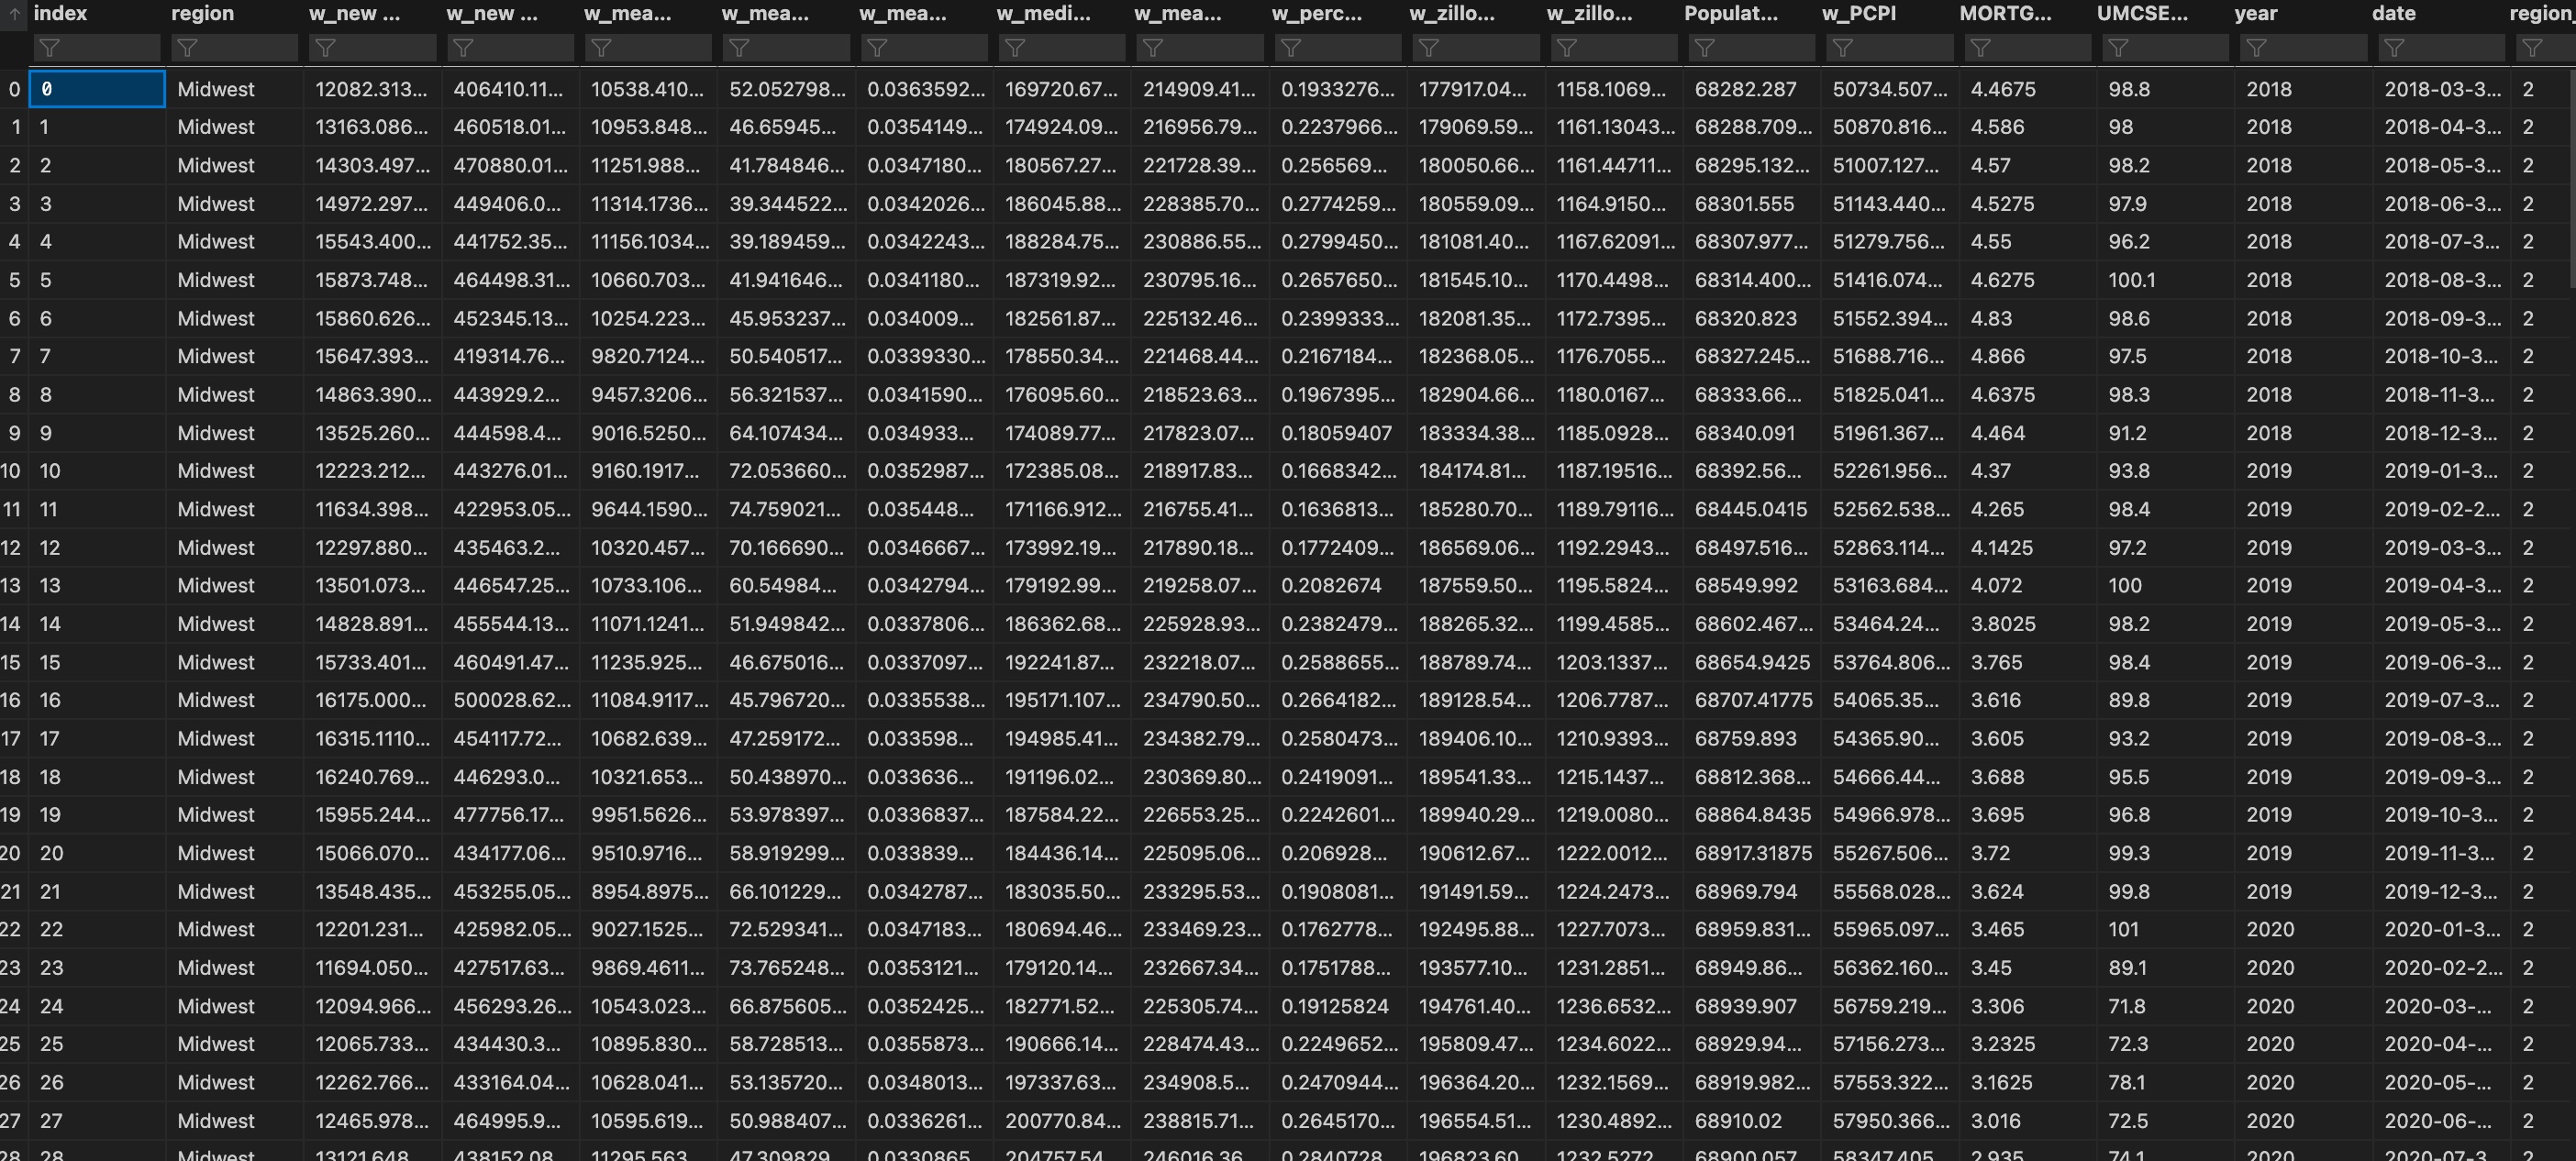 index region w_new ... w_new ... w_mea... w_mea... w_mea... w_medi... w_mea... w_perc... w_zillo... w_zillo... Populat... w_PCPI MORTG... UMCSE... year date region_
0 0 Midwest 12082.313... 406410.11... 10538.410... 52.052798... 0.0363592... 169720.67... 214909.41... 0.1933276... 177917.04... 1158.1069... 68282.287 50734.507... 4.4675 98.8 2018 2018-03-3... 2
1 1 Midwest 13163.086... 460518.01... 10953.848... 46.65945... 0.0354149... 174924.09... 216956.79... 0.2237966... 179069.59... 1161.13043... 68288.709... 50870.816... 4.586 98 2018 2018-04-3... 2
2 2 Midwest 14303.497... 470880.01... 11251.988... 41.784846... 0.0347180... 180567.27... 221728.39... 0.256569... 180050.66... 1161.44711... 68295.132... 51007.127... 4.57 98.2 2018 2018-05-3... 2
3 3 Midwest 14972.297... 449406.0... 11314.1736... 39.344522... 0.0342026... 186045.88... 228385.70... 0.2774259... 180559.09... 1164.9150... 68301.555 51143.440... 4.5275 97.9 2018 2018-06-3... 2
4 4 Midwest 15543.400... 441752.35... 11156.1034... 39.189459... 0.0342243... 188284.75... 230886.55... 0.2799450... 181081.40... 1167.62091... 68307.977... 51279.756... 4.55 96.2 2018 2018-07-3... 2
5 5 Midwest 15873.748... 464498.31... 10660.703... 41.941646... 0.0341180... 187319.92... 230795.16... 0.2657650... 181545.10... 1170.4498... 68314.400... 51416.074... 4.6275 100.1 2018 2018-08-3... 2
6 6 Midwest 15860.626... 452345.13... 10254.223... 45.953237... 0.034009... 182561.87... 225132.46... 0.2399333... 182081.35... 1172.7395... 68320.823 51552.394... 4.83 98.6 2018 2018-09-3... 2
7 7 Midwest 15647.393... 419314.76... 9820.7124... 50.540517... 0.0339330... 178550.34... 221468.44... 0.2167184... 182368.05... 1176.7055... 68327.245... 51688.716... 4.866 97.5 2018 2018-10-3... 2
8 8 Midwest 14863.390... 443929.2... 9457.3206... 56.321537... 0.0341590... 176095.60... 218523.63... 0.1967395... 182904.66... 1180.0167... 68333.66... 51825.041... 4.6375 98.3 2018 2018-11-3... 2
9 9 Midwest 13525.260... 444598.4... 9016.5250... 64.107434... 0.034933... 174089.77... 217823.07... 0.18059407 183334.38... 1185.0928... 68340.091 51961.367... 4.464 91.2 2018 2018-12-3... 2
10 10 Midwest 12223.212... 443276.01... 9160.1917... 72.053660... 0.0352987... 172385.08... 218917.83... 0.1668342... 184174.81... 1187.19516... 68392.56... 52261.956... 4.37 93.8 2019 2019-01-3... 2
11 11 Midwest 11634.398... 422953.05... 9644.1590... 74.759021... 0.035448... 171166.912... 216755.41... 0.1636813... 185280.70... 1189.79116... 68445.0415 52562.538... 4.265 98.4 2019 2019-02-2... 2
12 12 Midwest 12297.880... 435463.2... 10320.457... 70.166690... 0.0346667... 173992.19... 217890.18... 0.1772409... 186569.06... 1192.2943... 68497.516... 52863.114... 4.1425 97.2 2019 2019-03-3... 2
13 13 Midwest 13501.073... 446547.25... 10733.106... 60.54984... 0.0342794... 179192.99... 219258.07... 0.2082674 187559.50... 1195.5824... 68549.992 53163.684... 4.072 100 2019 2019-04-3... 2
14 14 Midwest 14828.891... 455544.13... 11071.1241... 51.949842... 0.0337806... 186362.68... 225928.93... 0.2382479... 188265.32... 1199.4585... 68602.467... 53464.24... 3.8025 98.2 2019 2019-05-3... 2
15 15 Midwest 15733.401... 460491.47... 11235.925... 46.675016... 0.0337097... 192241.87... 232218.07... 0.2588655... 188789.74... 1203.1337... 68654.9425 53764.806... 3.765 98.4 2019 2019-06-3... 2
16 16 Midwest 16175.000... 500028.62... 11084.9117... 45.796720... 0.0335538... 195171.107... 234790.50... 0.2664182... 189128.54... 1206.7787... 68707.41775 54065.35... 3.616 89.8 2019 2019-07-3... 2
17 17 Midwest 16315.1110... 454117.72... 10682.639... 47.259172... 0.033598... 194985.41... 234382.79... 0.2580473... 189406.10... 1210.9393... 68759.893 54365.90... 3.605 93.2 2019 2019-08-3... 2
18 18 Midwest 16240.769... 446293.0... 10321.653... 50.438970... 0.033636... 191196.02... 230369.80... 0.2419091... 189541.33... 1215.1437... 68812.368... 54666.44... 3.688 95.5 2019 2019-09-3... 2
19 19 Midwest 15955.244... 477756.17... 9951.5626... 53.978397... 0.0336837... 187584.22... 226553.25... 0.2242601... 189940.29... 1219.0080... 68864.8435 54966.978... 3.695 96.8 2019 2019-10-3... 2
20 20 Midwest 15066.070... 434177.06... 9510.9716... 58.919299... 0.033839... 184436.14... 225095.06... 0.206928... 190612.67... 1222.0012... 68917.31875 55267.506... 3.72 99.3 2019 2019-11-3... 2
21 21 Midwest 13548.435... 453255.05... 8954.8975... 66.101229... 0.0342787... 183035.50... 233295.53... 0.1908081... 191491.59... 1224.2473... 68969.794 55568.028... 3.624 99.8 2019 2019-12-3... 2
22 22 Midwest 12201.231... 425982.05... 9027.1525... 72.529341... 0.0347183... 180694.46... 233469.23... 0.1762778... 192495.88... 1227.7073... 68959.831... 55965.097... 3.465 101 2020 2020-01-3... 2
23 23 Midwest 11694.050... 427517.63... 9869.4611... 73.765248... 0.0353121... 179120.14... 232667.34... 0.1751788... 193577.10... 1231.2851... 68949.86... 56362.160... 3.45 89.1 2020 2020-02-2... 2
24 24 Midwest 12094.966... 456293.26... 10543.023... 66.875605... 0.0352425... 182771.52... 225305.74... 0.19125824 194761.40... 1236.6532... 68939.907 56759.219... 3.306 71.8 2020 2020-03-... 2
25 25 Midwest 12065.733... 434430.3... 10895.830... 58.728513... 0.0355873... 190666.14... 228474.43... 0.2249652... 195809.47... 1234.6022... 68929.94... 57156.273... 3.2325 72.3 2020 2020-04-... 2
26 26 Midwest 12262.766... 433164.04... 10628.041... 53.135720... 0.0348013... 197337.63... 234908.5... 0.2470944... 196364.20... 1232.1569... 68919.982... 57553.322... 3.1625 78.1 2020 2020-05-... 2
27 27 Midwest 12465.978... 464995.9... 10595.619... 50.988407... 0.0336261... 200770.84... 238815.71... 0.2645170... 196554.51... 1230.4892... 68910.02 57950.366... 3.016 72.5 2020 2020-06-... 2
28 28 Midwest 13121.648... 438152.08... 11295.563... 47.309829... 0.0330865... 204757.54... 246016.36... 0.2840728... 196823.60... 1232.5272... 68900.057... 58347.405... 2.935 74.1 2020 2020-07-3... 2